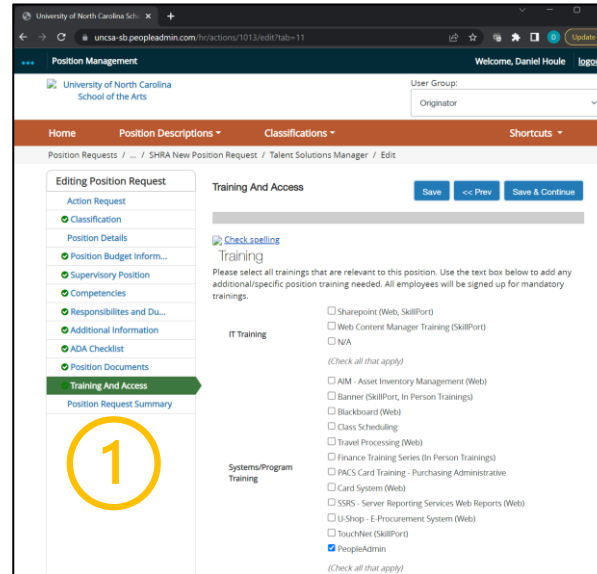 University of North Carolina Scho
uncsa-sb.peopleadmin.com/hr/actions/1013/edit?tab=11
D
Update
Position Management
Welcome, Daniel Houle
logou
University of North Carolina
School of the Arts
User Group:
Originator
Home
Position Descriptions
Classifications
Shortcuts
Position Requests / ... / SHRA New Position Request / Talent Solutions Manager / Edit
Editing Position Request
Action Request
Classification
Position Details
Position Budget Inform...
Supervisory Position
Competencies
Responsibilites and Du...
Additional Information
ADA Checklist
Position Documents
Training And Access
Position Request Summary
1
Training And Access
Save
<< Prev
Save & Continue
Check spelling
Training
Please select all trainings that are relevant to this position. Use the text box below to add any
additional/specific position training needed. All employees will be signed up for mandatory
trainings.
IT Training
Sharepoint (Web, SkillPort)
Web Content Manager Training (SkillPort)
N/A
(Check all that apply)
Systems/Program
Training
AIM - Asset Inventory Management (Web)
Banner (SkillPort, In Person Trainings)
Blackboard (Web)
Class Scheduling
Travel Processing (Web)
Finance Training Series (In Person Trainings)
PACS Card Training - Purchasing Administrative
Card System (Web)
SSRS - Server Reporting Services Web Reports (Web)
U-Shop - E-Procurement System (Web)
TouchNet (SkillPort)
PeopleAdmin
(Check all that apply)